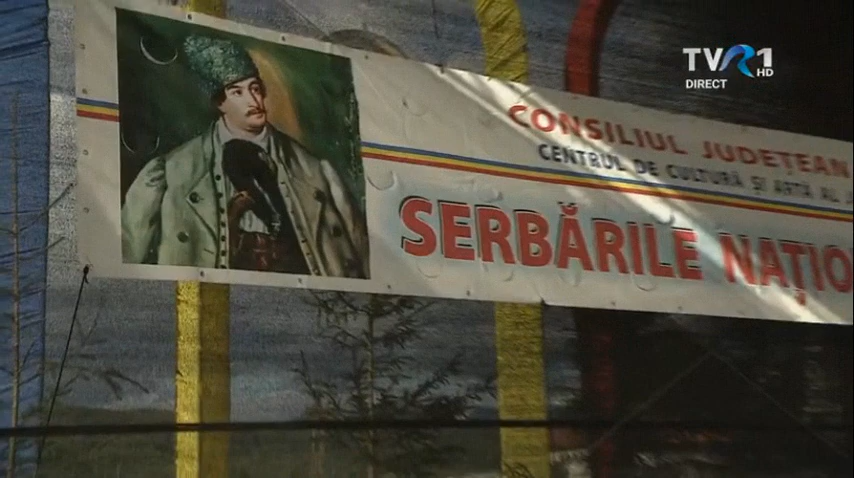 TVR1 HD
DIRECT
CONSILIUL JUDEȚEAN
CENTRUL DE CULTURĂ ȘI ARTĂ AL J
SERBĂRILE NAȚIO